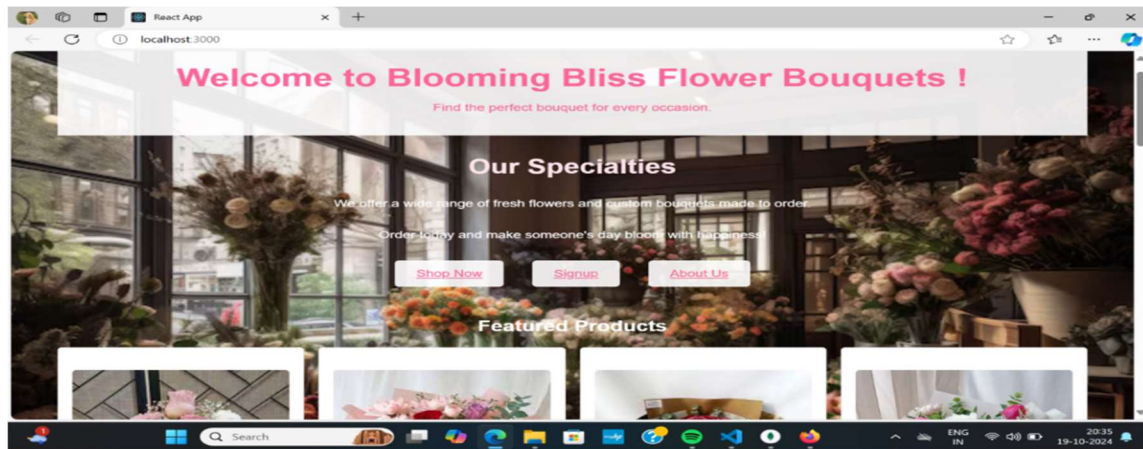 React App
localhost:3000
Welcome to Blooming Bliss Flower Bouquets !
Find the perfect bouquet for every occasion.
Our Specialties
We offer a wide range of fresh flowers and custom bouquets made to order.
Order today and make someone's day bloom with happiness!
Shop Now Signup About Us
Featured Products
Search
ENG
IN
20:35
19-10-2024